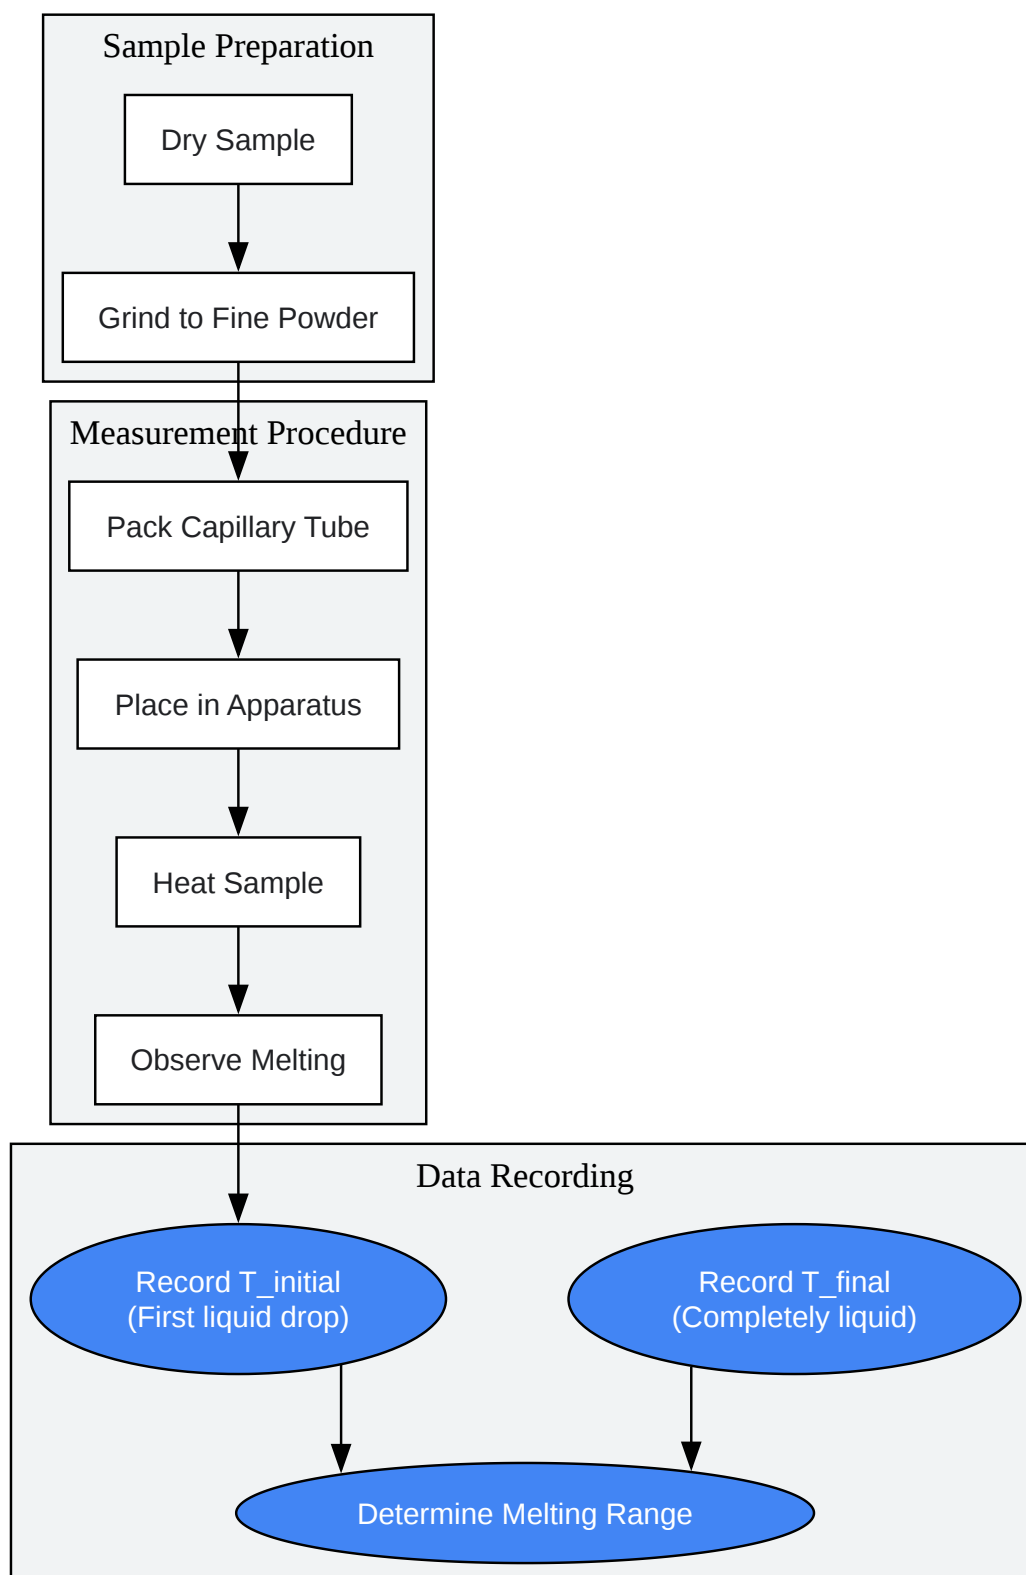 Sample Preparation
Dry Sample
Grind to Fine Powder
Measurement Procedure
Pack Capillary Tube
Place in Apparatus
Heat Sample
Observe Melting
Data Recording
Record T_initial
(First liquid drop)
Record T_final
(Completely liquid)
Determine Melting Range